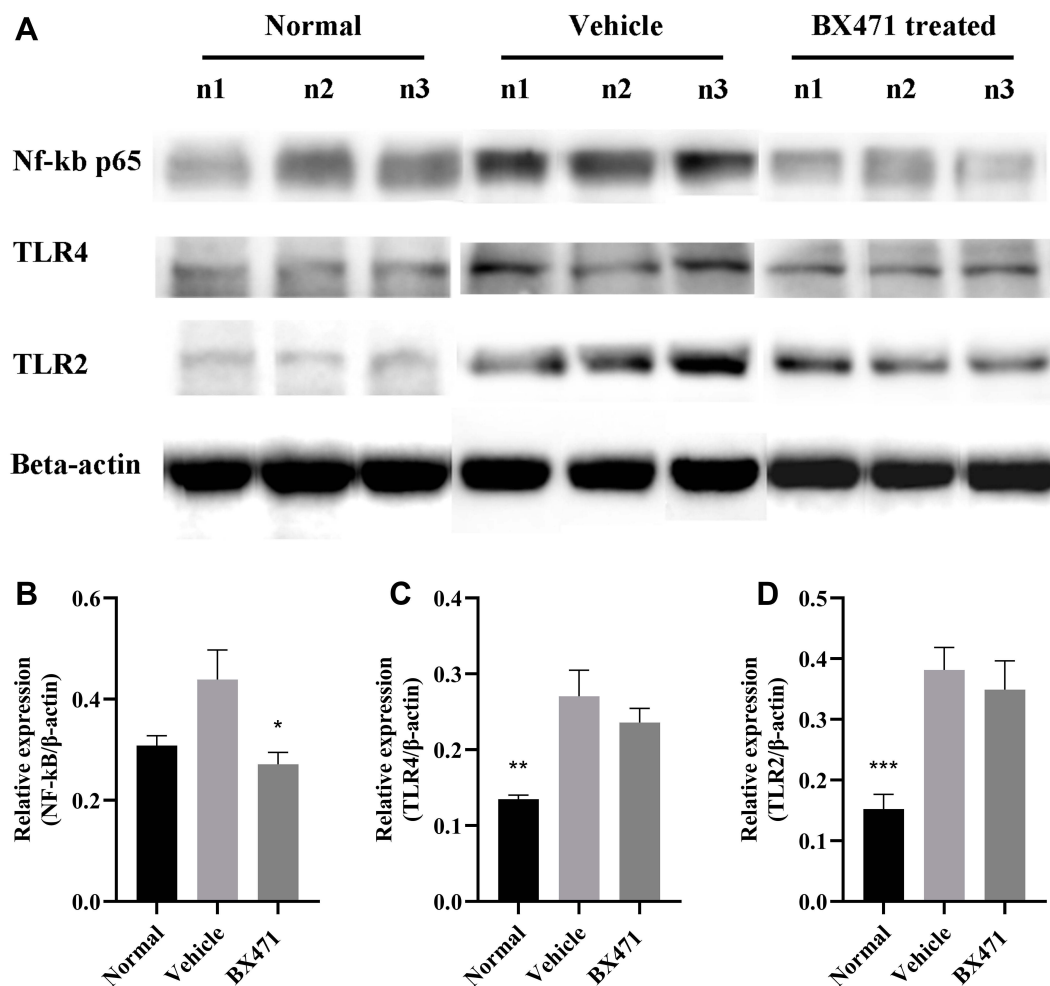 A
Normal Vehicle BX471 treated
n1 n2 n3 n1 n2 n3 n1 n2 n3
Nf-kb p65
TLR4
TLR2
Beta-actin
B
Relative expression
(NF-kB/β-actin)
0.6
0.4
0.2
0.0
*
Normal
Vehicle
BX471
C
Relative expression
(TLR4/β-actin)
0.4
0.3
0.2
0.1
0.0
**
Normal
Vehicle
BX471
D
Relative expression
(TLR2/β-actin)
0.5
0.4
0.3
0.2
0.1
0.0
***
Normal
Vehicle
BX471